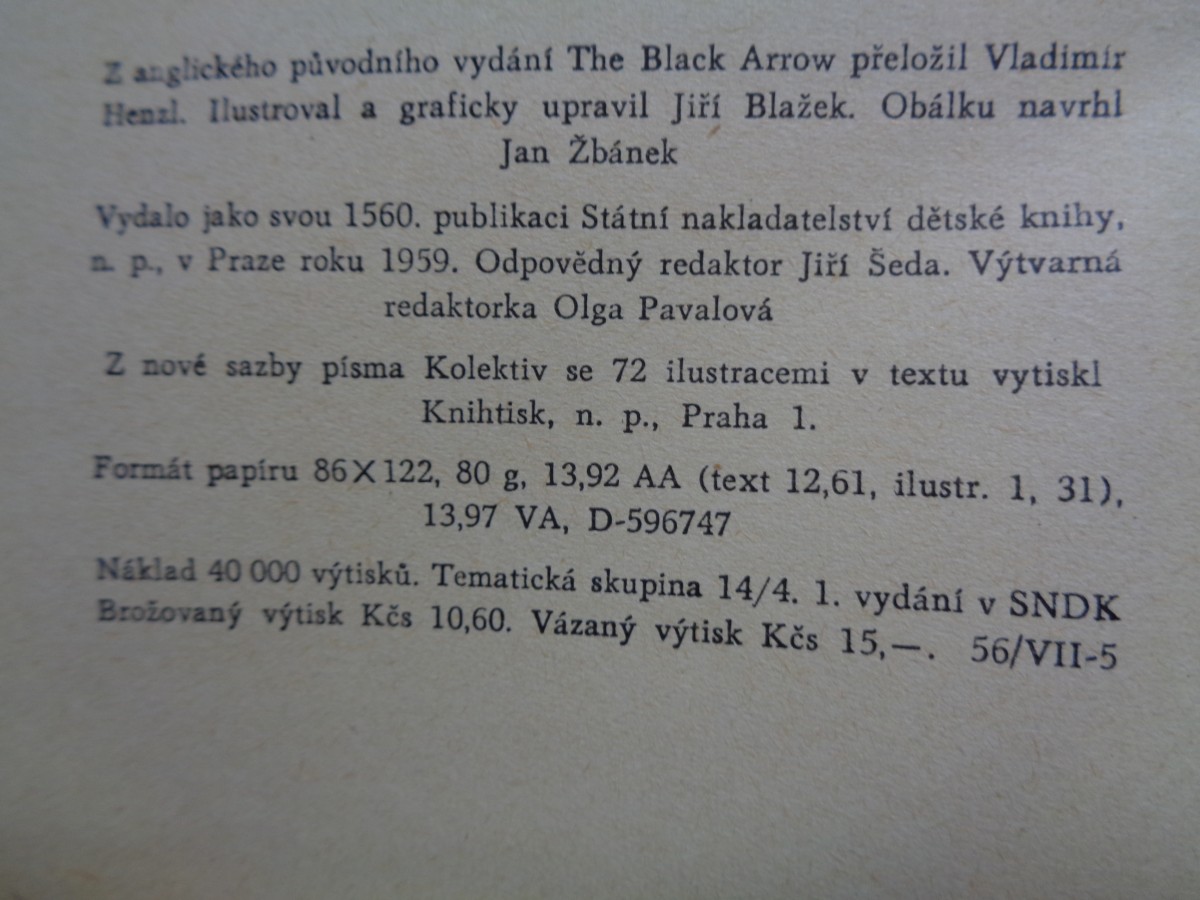 Z anglického původního vydání The Black Arrow přeložil Vladimír
Henzl. Ilustroval a graficky upravil Jiří Blažek. Obálku navrhl
Jan Žbánek
Vydalo jako svou 1560. publikaci Státní nakladatelství dětské knihy,
n. p., v Praze roku 1959. Odpovědný redaktor Jiří Šeda. Výtvarná
redaktorka Olga Pavalová
Z nové sazby písma Kolektiv se 72 ilustracemi v textu vytiskl
Knihtisk, n. p., Praha 1.
Formát papíru 86X122, 80 g, 13,92 AA (text 12,61, ilustr. 1, 31),
13,97 VA, D-596747
Náklad 40 000 výtisků. Tematická skupina 14/4. 1. vydání v SNDK
Brožovaný výtisk Kčs 10,60. Vázaný výtisk Kčs 15,—. 56/VII-5